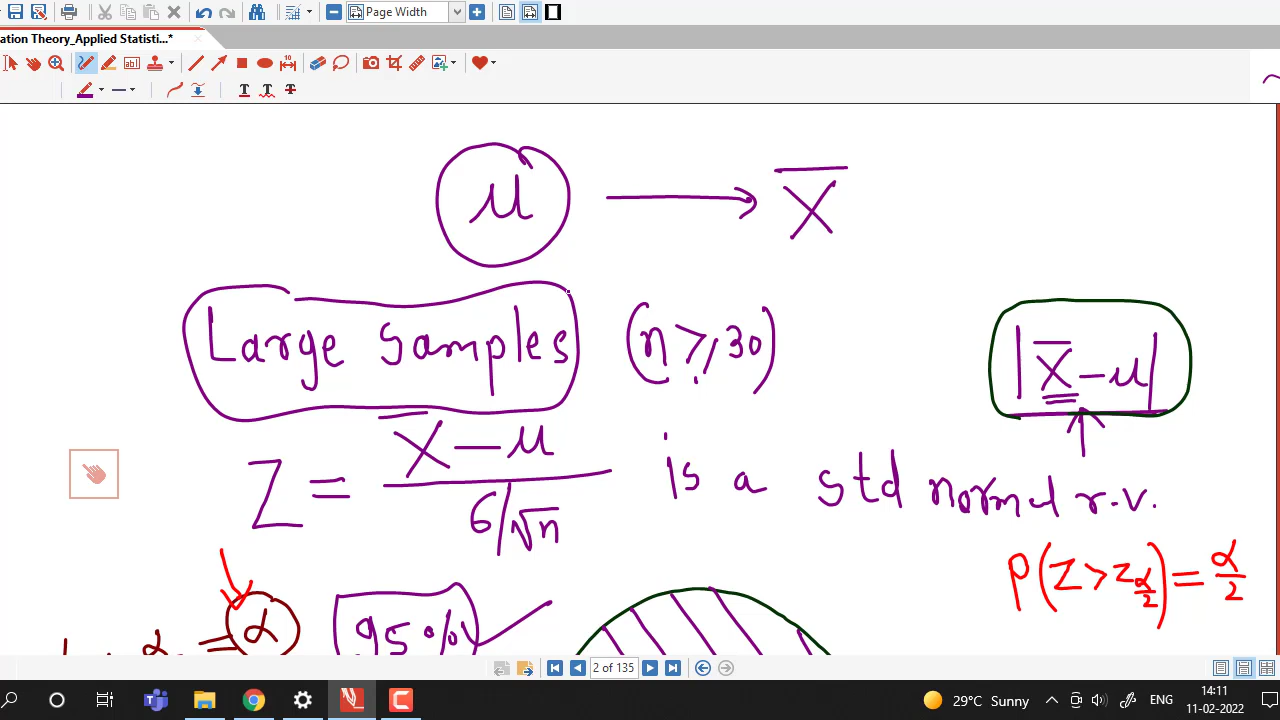 Page Width
ation Theory_Applied Statisti...*
10
μ → X̅
Large Samples (n ≥ 30)
|X̅ - μ|
Z = X̅ - μ / σ/√n is a std normal r.v.
P(Z > Z α/2) = α/2
= α 95%
2 of 135
29°C Sunny
ENG
14:11
11-02-2022